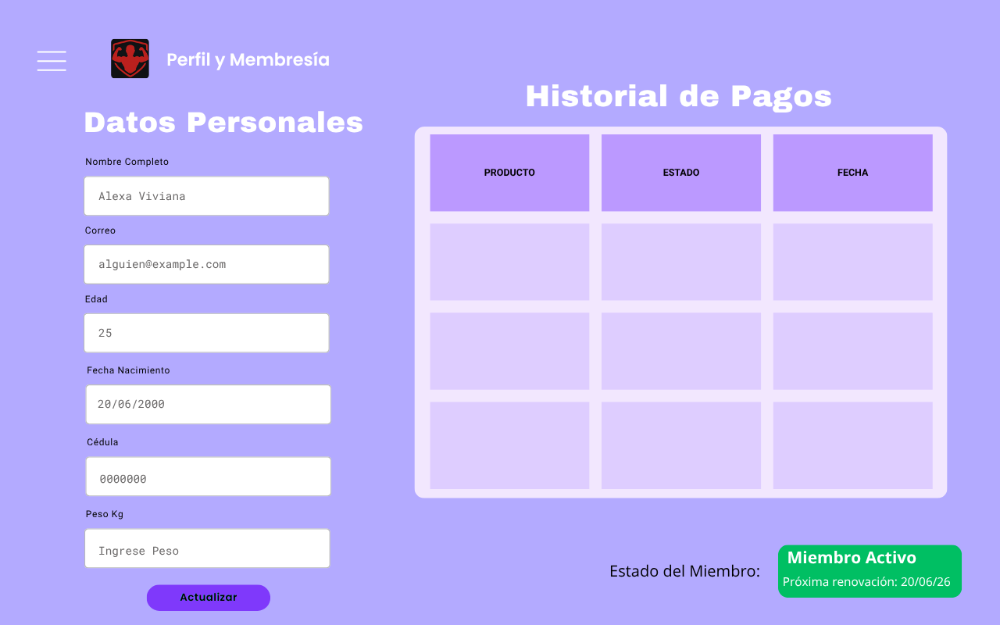 Perfil y Membresía
Datos Personales
Nombre Completo
Alexa Viviana
Correo
alguien@example.com
Edad
25
Fecha Nacimiento
20/06/2000
Cédula
0000000
Peso Kg
Ingrese Peso
Actualizar
Historial de Pagos
PRODUCTO
ESTADO
FECHA
Estado del Miembro:
Miembro Activo
Próxima renovación: 20/06/26